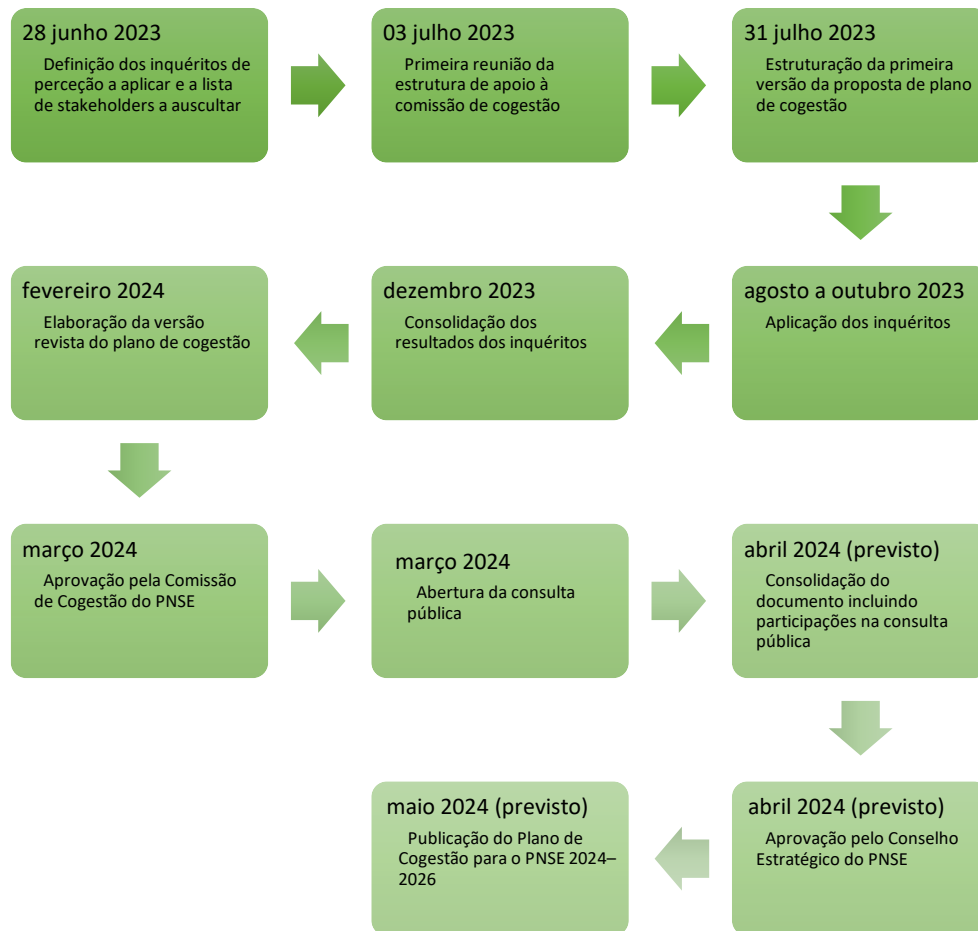 28 junho 2023
Definição dos inquéritos de
perceção a aplicar e a lista
de stakeholders a auscultar
03 julho 2023
Primeira reunião da
estrutura de apoio à
comissão de cogestão
31 julho 2023
Estruturação da primeira
versão da proposta de plano
de cogestão
agosto a outubro 2023
Aplicação dos inquéritos
dezembro 2023
Consolidação dos
resultados dos inquéritos
fevereiro 2024
Elaboração da versão
revista do plano de cogestão
março 2024
Aprovação pela Comissão
de Cogestão do PNSE
março 2024
Abertura da consulta
pública
abril 2024 (previsto)
Consolidação do
documento incluindo
participações na consulta
pública
abril 2024 (previsto)
Aprovação pelo Conselho
Estratégico do PNSE
maio 2024 (previsto)
Publicação do Plano de
Cogestão para o PNSE 2024–
2026